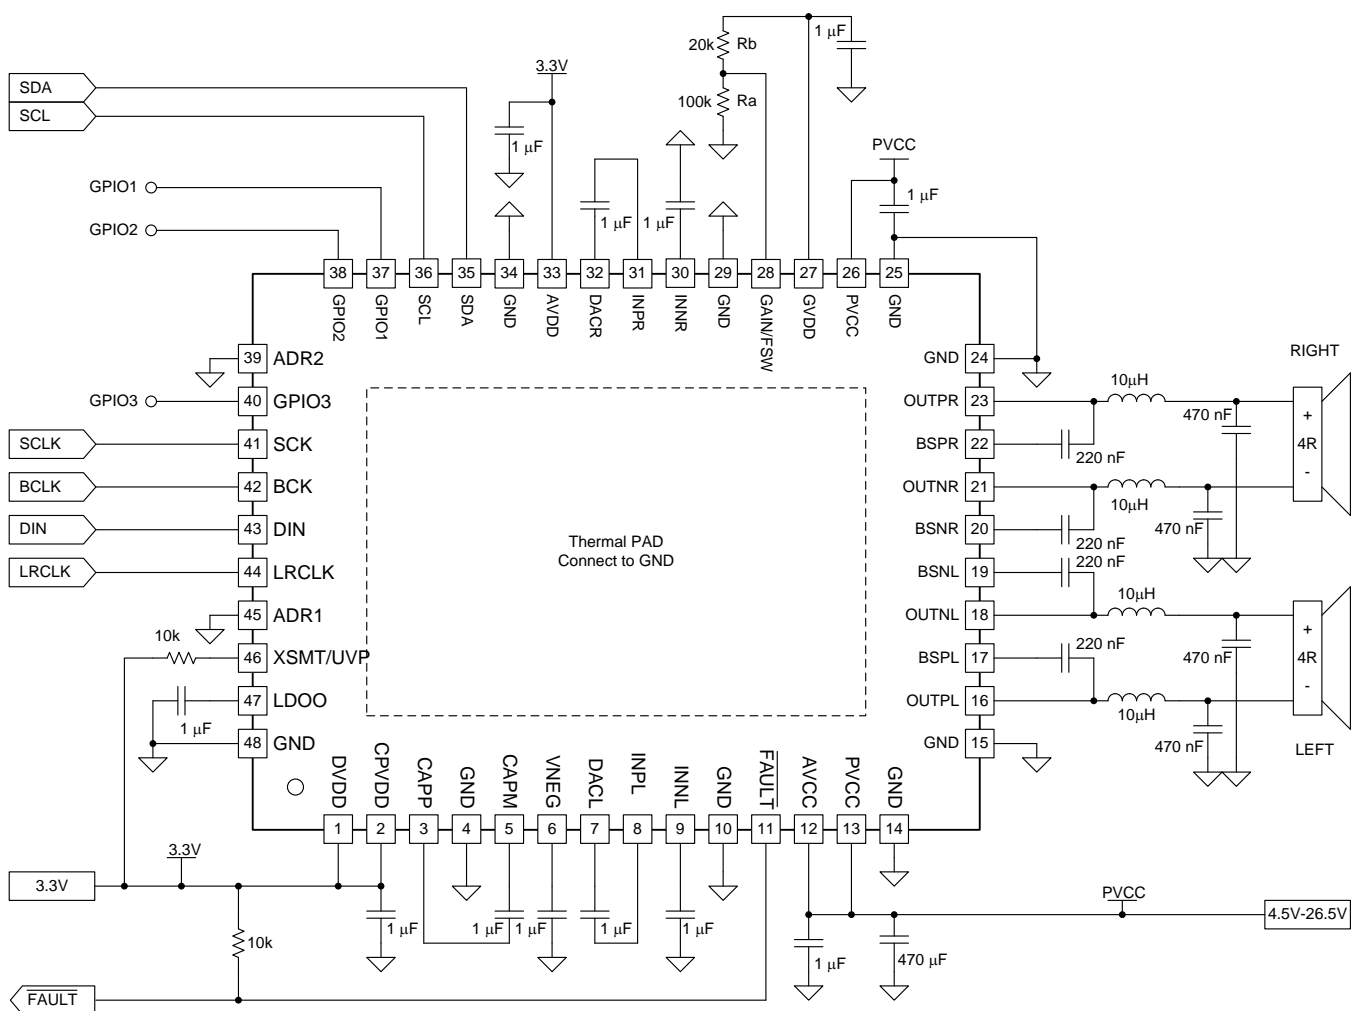 20k
Rb
1 μF
3.3V
SDA
100k
Ra
SCL
1 μF
PVCC
GPIO1
1 μF
1 μF
1 μF
GPIO2
38
37
36
35
34
33
32
31
30
29
28
27
26
25
GPIO2
GPIO1
SCL
SDA
GND
AVDD
DACR
INPR
INNR
GND
GAIN/FSW
GVDD
PVCC
GND
39
ADR2
GND
24
RIGHT
10μH
GPIO3
40
GPIO3
OUTPR
23
470 nF
+
SCLK
41
SCK
BSPR
22
4R
220 nF
-
BCLK
42
BCK
OUTNR
21
10μH
DIN
43
DIN
Thermal PAD
Connect to GND
BSNR
20
470 nF
220 nF
220 nF
LRCLK
44
LRCLK
BSNL
19
10μH
45
ADR1
OUTNL
18
+
10k
220 nF
470 nF
46
XSMT/UVP
BSPL
17
4R
-
47
LDOO
OUTPL
16
10μH
1 μF
48
GND
GND
15
470 nF
LEFT
DVDD
CPVDD
CAPP
GND
CAPM
VNEG
DACL
INPL
INNL
GND
FAULT
AVCC
PVCC
GND
1
2
3
4
5
6
7
8
9
10
11
12
13
14
3.3V
3.3V
PVCC
4.5V-26.5V
1 μF
1 μF
1 μF
1 μF
1 μF
10k
1 μF
470 μF
FAULT